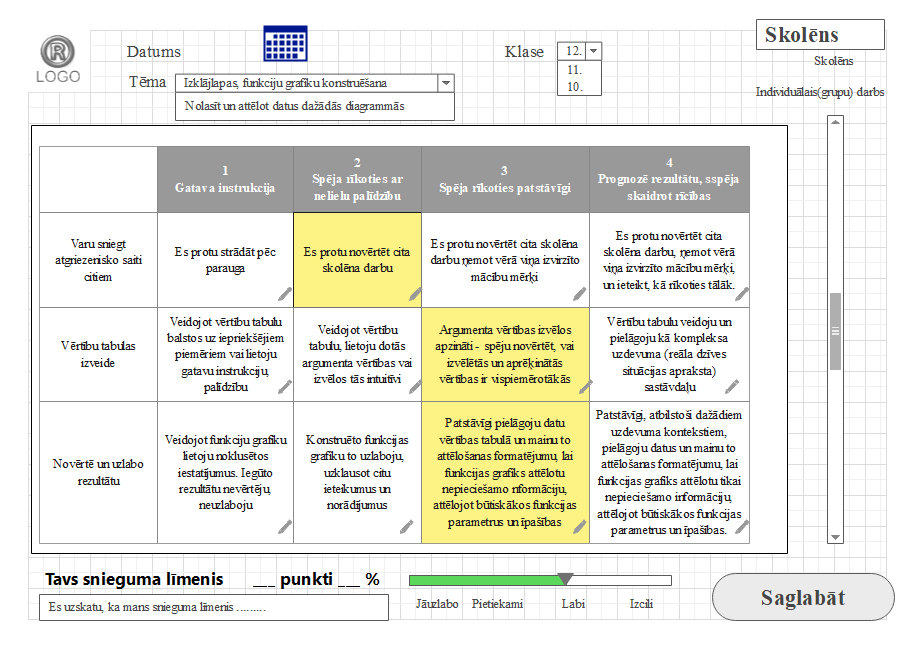 LOGO
Datums
Tēma
Izklājlapas, funkciju grafiku konstruēšana
Nolasīt un attēlot datus dažādās diagrammās
Klase
12.
11.
10.
Skolēns
Skolēns
Individuālais(grupu) darbs
1
Gatava instrukcija
2
Spēja rīkoties ar
nelielu palīdzību
3
Spēja rīkoties patstāvīgi
4
Prognozē rezultātu, sspēja
skaidrot rīcības
Varu sniegt
atgriezenisko saiti
citiem
Es protu strādāt pēc
parauga
Es protu novērtēt cita
skolēna darbu
Es protu novērtēt cita skolēna
darbu ņemot vērā viņa izvirzīto
mācību mērķi
Es protu novērtēt cita
skolēna darbu, ņemot vērā
viņa izvirzīto mācību mērķi,
un ieteikt, kā rīkoties tālāk.
Vērtību tabulas
izveide
Veidojot vērtību tabulu
balstos uz iepriekšējiem
piemēriem vai lietoju
gatavu instrukciju,
palīdzību
Veidojot vērtību
tabulu, lietoju dotās
argumenta vērtības vai
izvēlos tās intuitīvi
Argumenta vērtības izvēlos
apzināti - spēju novērtēt, vai
izvēlētās un aprēķinātās
vērtības ir vispiemērotākās
Vērtību tabulu veidoju un
pielāgoju kā kompleksa
uzdevuma (reāla dzīves
situācijas apraksta)
sastāvdaļu
Novērtē un uzlabo
rezultātu
Veidojot funkciju grafiku
lietoju noklusētos
iestatījumus. Iegūto
rezultātu nevērtēju,
neuzlaboju
Konstruēto funkcijas
grafiku to uzlaboju,
uzklausot citu
ieteikumus un
norādījumus
Patstāvīgi pielāgoju datu
vērtības tabulā un mainu to
attēlošanas formatējumu, lai
funkcijas grafiks attēlotu
nepieciešamo nformāciju,
attēlojot būtiskākos funkcijas
parametrus un īpašības
Patstāvīgi, atbilstoši dažādiem
uzdevuma kontekstiem,
pielāgoju datus un mainu to
attēlošanas formatējumu, lai
funkcijas grafiks attēlotu tikai
nepieciešamo informāciju,
attēlojot būtiskākos funkcijas
parametrus un īpašības.
Tavs snieguma līmenis ___ punkti ___ %
Es uzskatu, ka mans snieguma līmenis .........
Jāuzlabo Pietiekami Labi Izcili
Saglabāt